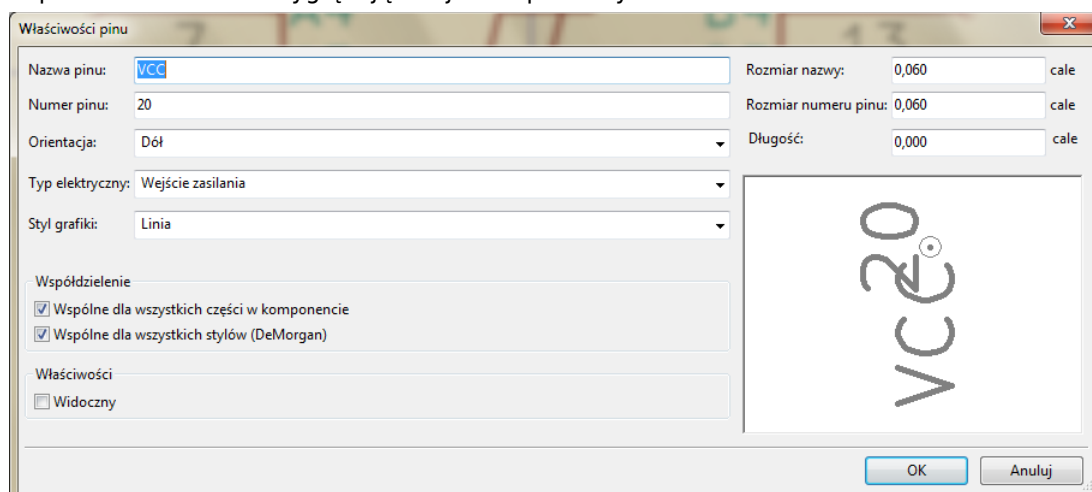 Właściwości pinu
Nazwa pinu: VCC
Rozmiar nazwy: 0,060 cale
Numer pinu: 20
Rozmiar numeru pinu: 0,060 cale
Orientacja: Dół
Długość: 0,000 cale
Typ elektryczny: Wejście zasilania
Styl grafiki: Linia
Współdzielenie
Wspólne dla wszystkich części w komponencie
Wspólne dla wszystkich stylów (DeMorgan)
Właściwości
Widoczny
VCC
20
OK Anuluj